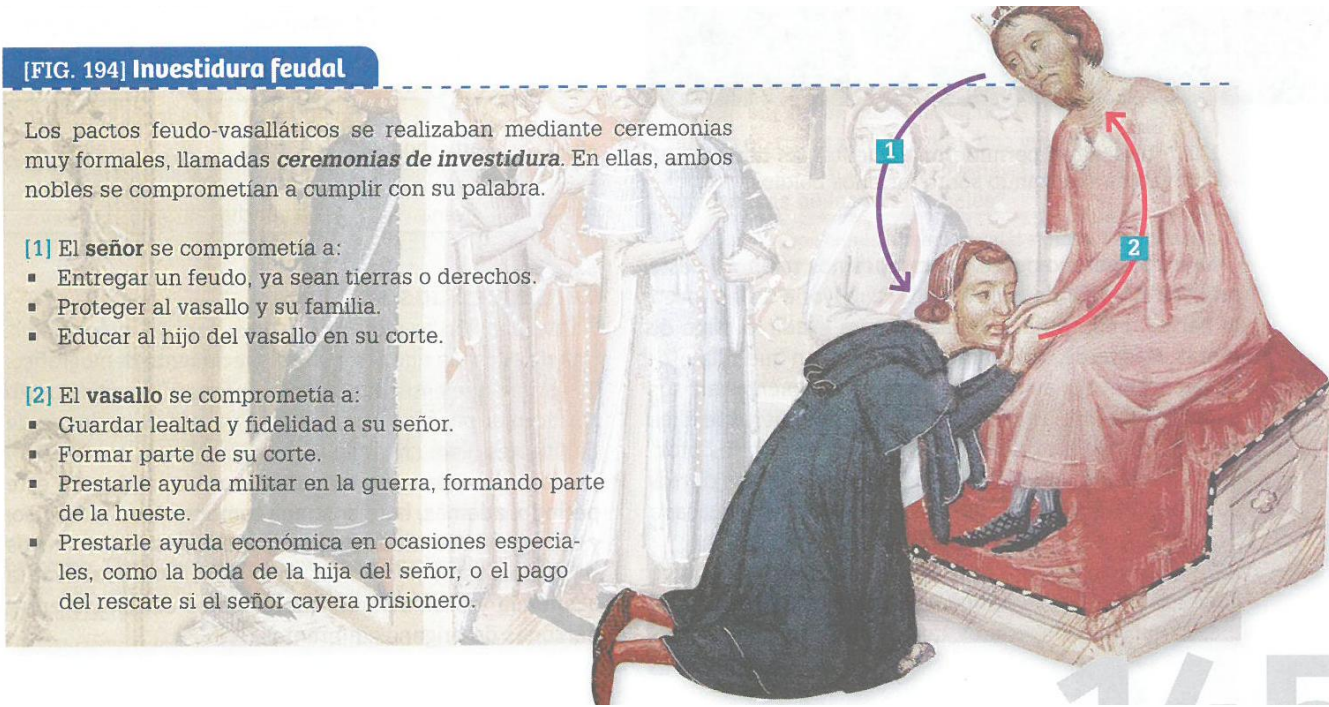 [FIG. 194] Investidura feudal
Los pactos feudo-vasalláticos se realizaban mediante ceremonias
muy formales, llamadas ceremonias de investidura. En ellas, ambos
nobles se comprometían a cumplir con su palabra.
[1] El señor se comprometía a:
▪ Entregar un feudo, ya sean tierras o derechos.
▪ Proteger al vasallo y su familia.
▪ Educar al hijo del vasallo en su corte.
[2] El vasallo se comprometía a:
▪ Guardar lealtad y fidelidad a su señor.
▪ Formar parte de su corte.
▪ Prestarle ayuda militar en la guerra, formando parte
de la hueste.
▪ Prestarle ayuda económica en ocasiones especia-
les, como la boda de la hija del señor, o el pago
del rescate si el señor cayera prisionero.
1
2
145